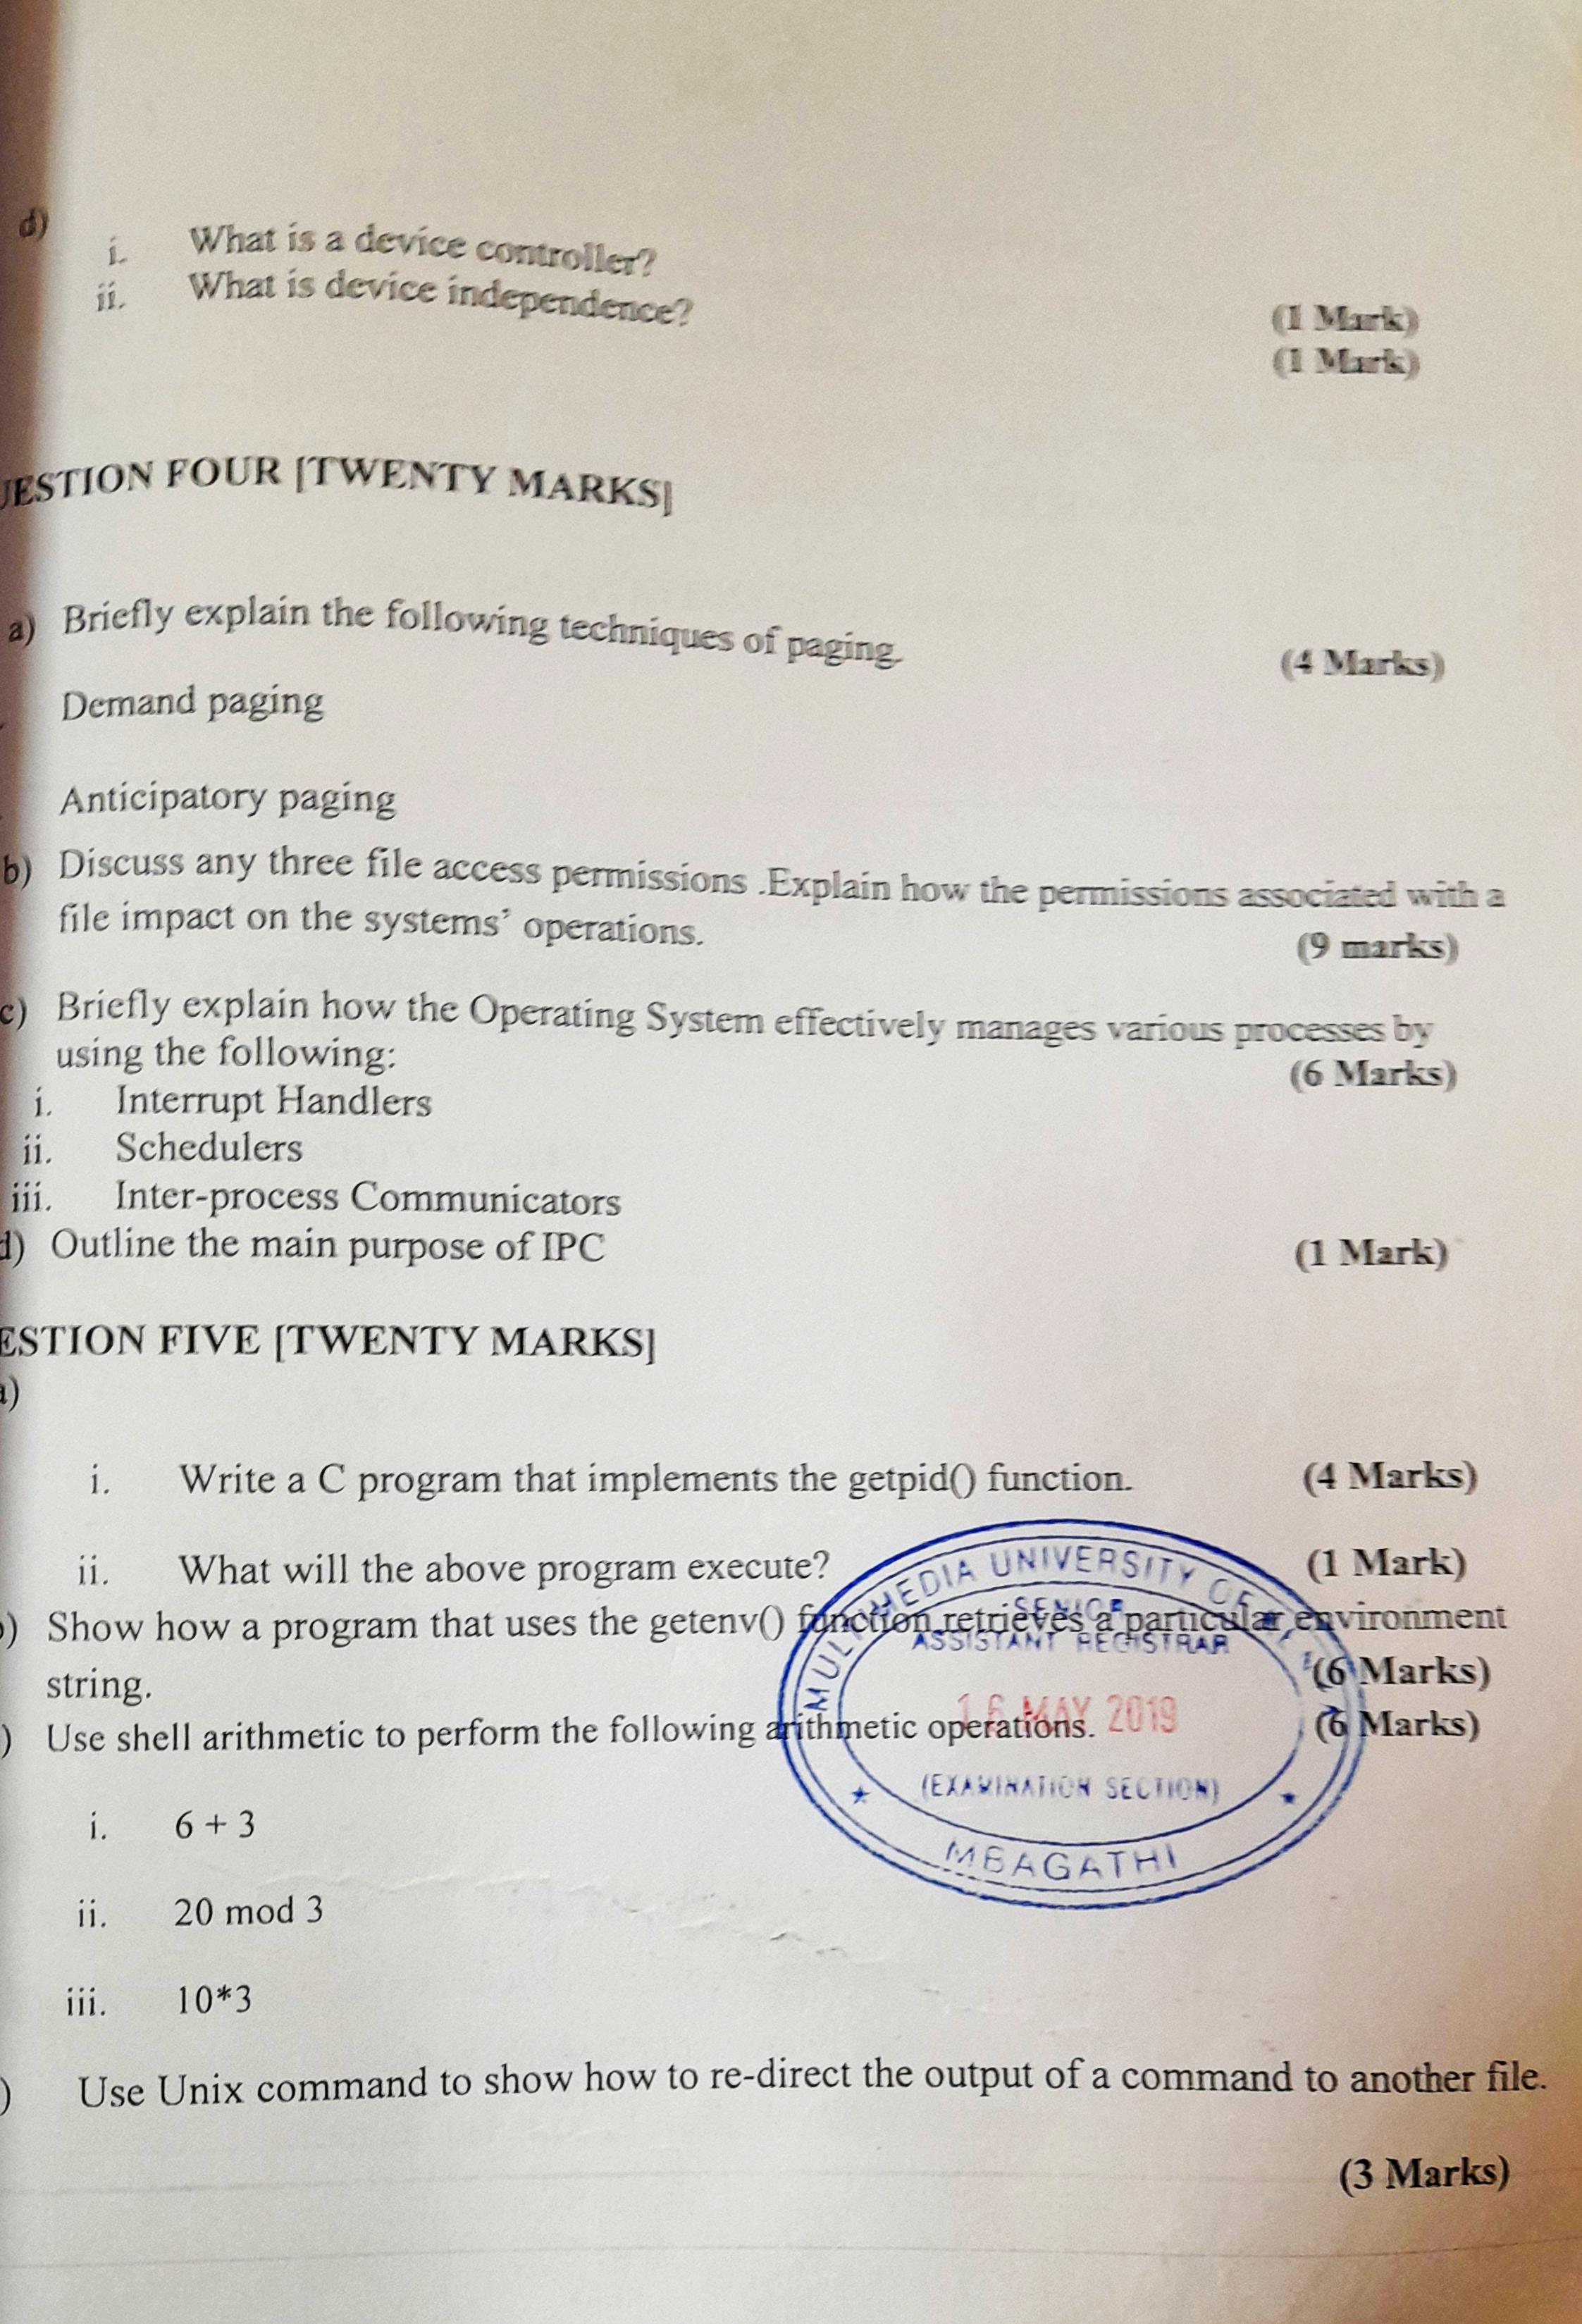 d)
i. What is a device controller?
(1 Mark)
ii. What is device independence?
(1 Mark)
UESTION FOUR [TWENTY MARKS]
a) Briefly explain the following techniques of paging.
(4 Marks)
Demand paging
Anticipatory paging
b) Discuss any three file access permissions .Explain how the permissions associated with a
file impact on the systems’ operations.
(9 marks)
c) Briefly explain how the Operating System effectively manages various processes by
using the following:
(6 Marks)
i. Interrupt Handlers
ii. Schedulers
iii. Inter-process Communicators
d) Outline the main purpose of IPC (1 Mark)
ESTION FIVE [TWENTY MARKS]
a)
i. Write a C program that implements the getpid() function. (4 Marks)
ii. What will the above program execute? (1 Mark)
) Show how a program that uses the getenv() function retrieves a particular environment
string. (6 Marks)
) Use shell arithmetic to perform the following arithmetic operations. (6 Marks)
i. 6 + 3
ii. 20 mod 3
iii. 10*3
) Use Unix command to show how to re-direct the output of a command to another file.
(3 Marks)
MULTIMEDIA UNIVERSITY OF
SENIOR
ASSISTANT REGISTRAR
16 MAY 2019
(EXAMINATION SECTION)
MBAGATHI